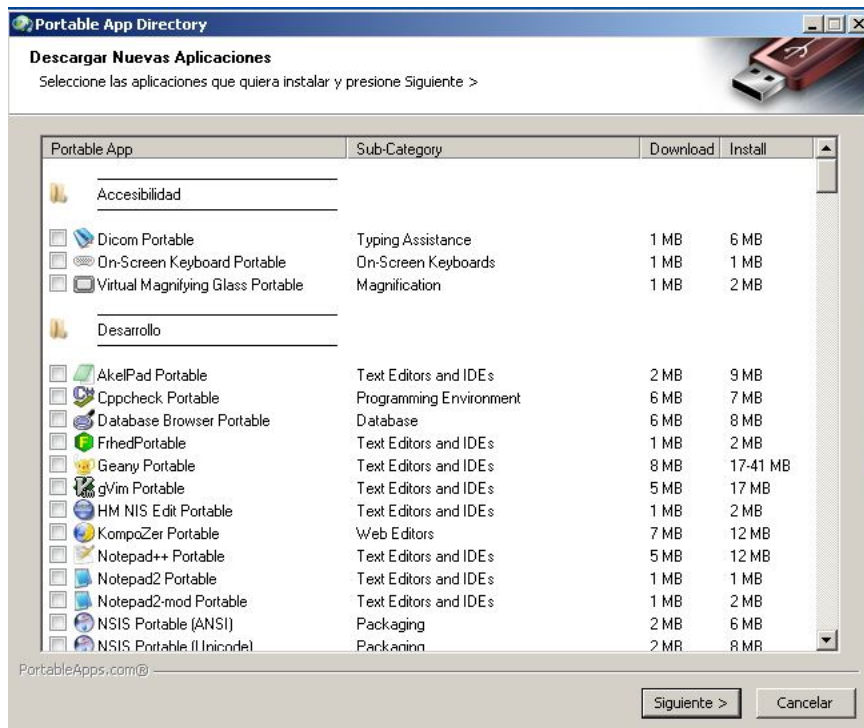 Portable App Directory
Descargar Nuevas Aplicaciones
Seleccione las aplicaciones que quiera instalar y presione Siguiente >
Portable App Sub-Category Download Install
Accesibilidad
Dicom Portable Typing Assistance 1 MB 6 MB
On-Screen Keyboard Portable On-Screen Keyboards 1 MB 1 MB
Virtual Magnifying Glass Portable Magnification 1 MB 2 MB
Desarrollo
AkelPad Portable Text Editors and IDEs 2 MB 9 MB
Cppcheck Portable Programming Environment 6 MB 7 MB
Database Browser Portable Database 6 MB 8 MB
FrhedPortable Text Editors and IDEs 1 MB 2 MB
Geany Portable Text Editors and IDEs 8 MB 17-41 MB
gVim Portable Text Editors and IDEs 5 MB 17 MB
HM NIS Edit Portable Text Editors and IDEs 1 MB 2 MB
KompoZer Portable Web Editors 7 MB 12 MB
Notepad++ Portable Text Editors and IDEs 5 MB 12 MB
Notepad2 Portable Text Editors and IDEs 1 MB 1 MB
Notepad2-mod Portable Text Editors and IDEs 1 MB 2 MB
NSIS Portable (ANSI) Packaging 2 MB 6 MB
NSIS Portable (Unicode) Packaging 2 MB 8 MB
PortableApps.com®
Siguiente > Cancelar